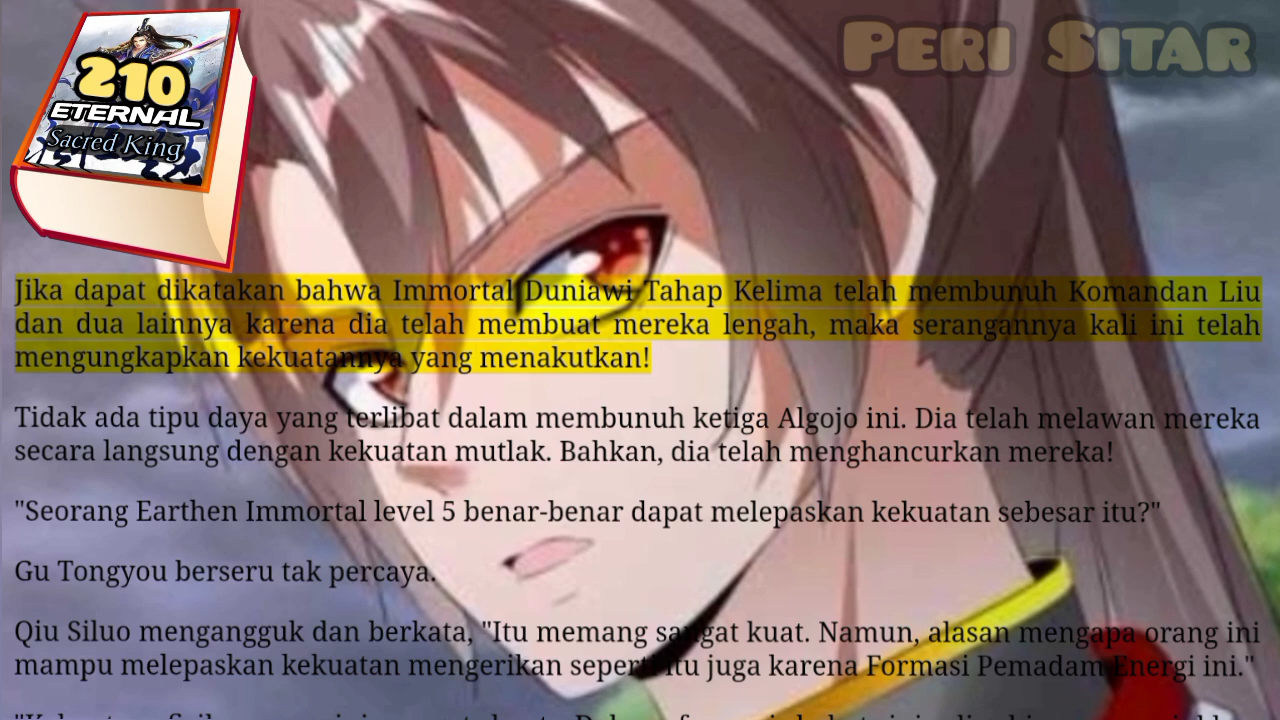 210
ETERNAL
Sacred King
PERI SITAR
Jika dapat dikatakan bahwa Immortal Duniawi Tahap Kelima telah membunuh Komandan Liu
dan dua lainnya karena dia telah membuat mereka lengah, maka serangannya kali ini telah
mengungkapkan kekuatannya yang menakutkan!
Tidak ada tipu daya yang terlibat dalam membunuh ketiga Algojo ini. Dia telah melawan mereka
secara langsung dengan kekuatan mutlak. Bahkan, dia telah menghancurkan mereka!
"Seorang Earthen Immortal level 5 benar-benar dapat melepaskan kekuatan sebesar itu?"
Gu Tongyou berseru tak percaya.
Qiu Siluo mengangguk dan berkata, "Itu memang sangat kuat. Namun, alasan mengapa orang ini
mampu melepaskan kekuatan mengerikan seperti itu juga karena Formasi Pemadam Energi ini."